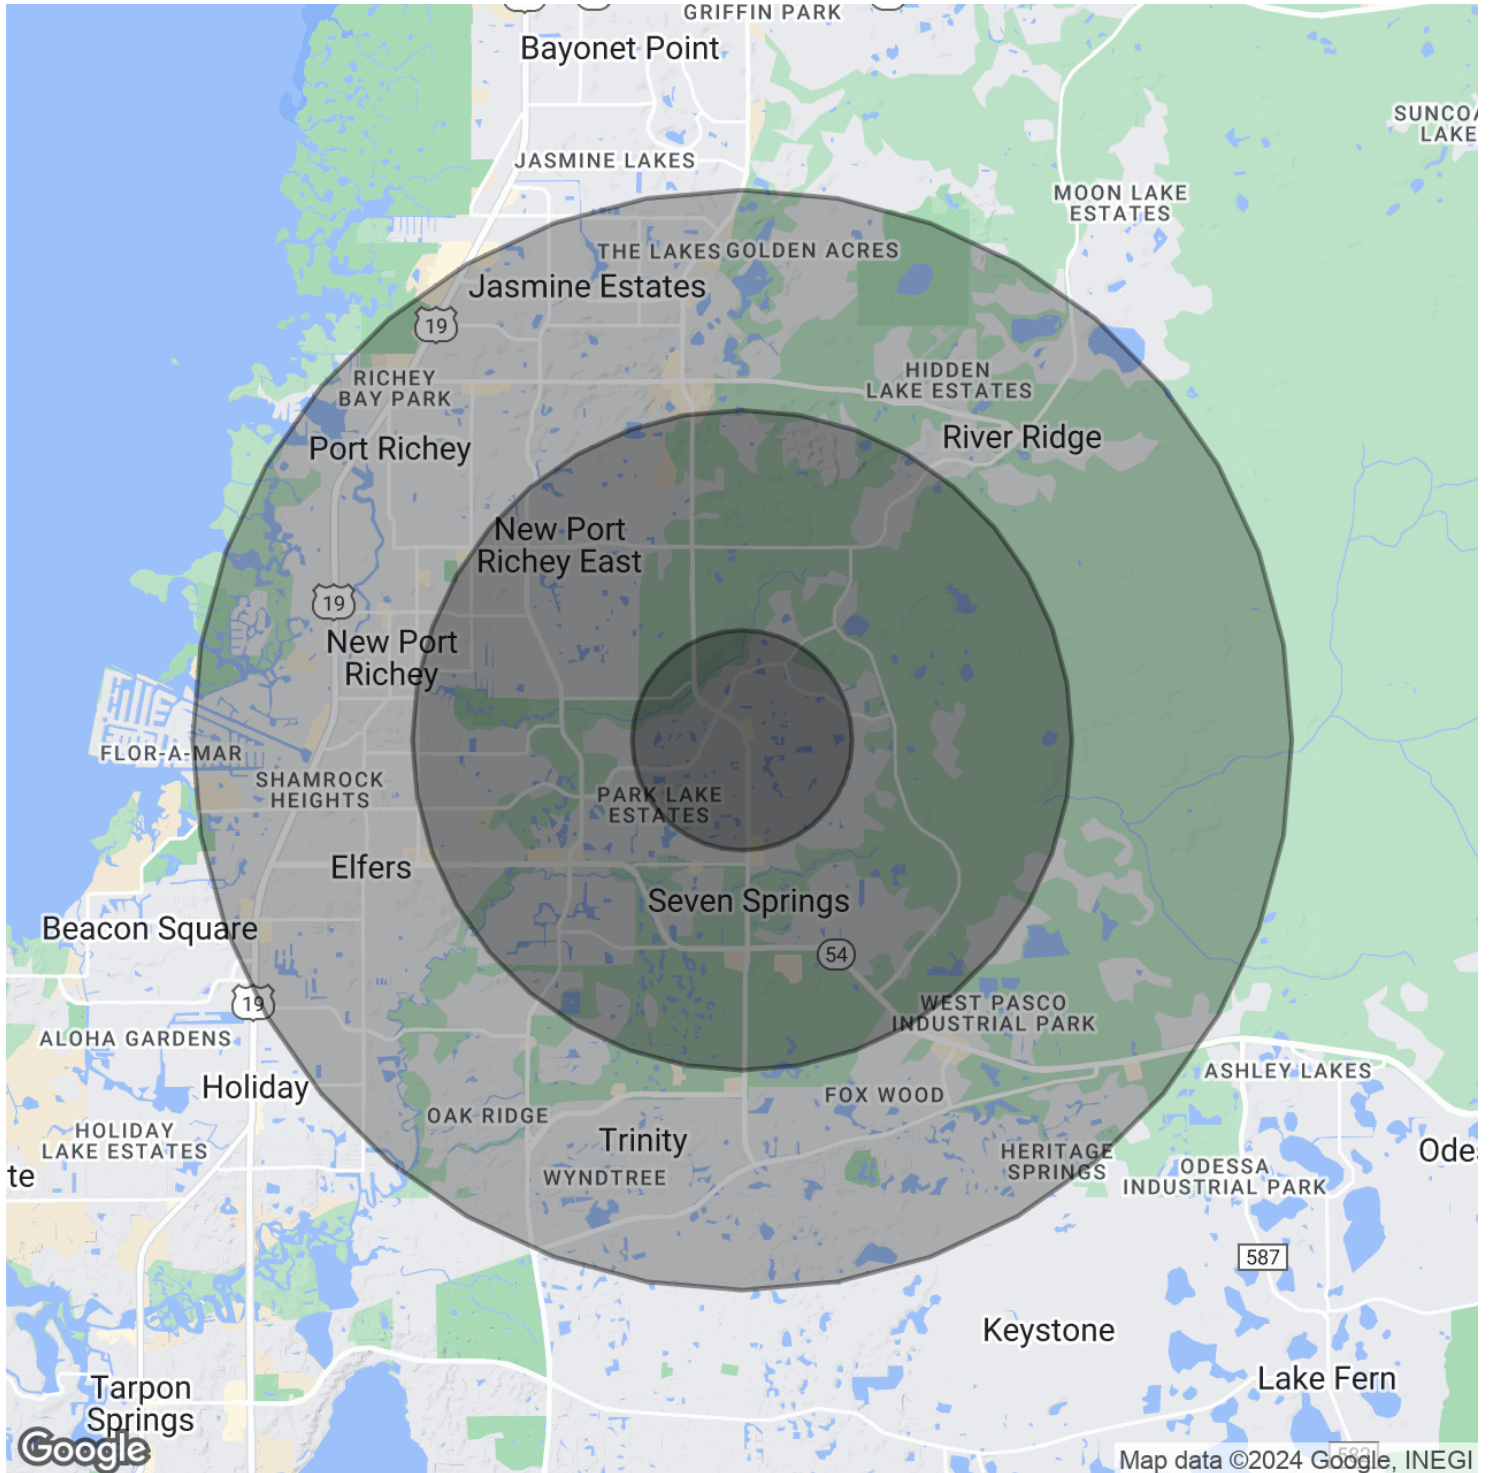 GRIFFIN PARK
Bayonet Point
SUNCOA
LAKE
JASMINE LAKES
MOON LAKE
ESTATES
THE LAKES
GOLDEN ACRES
Jasmine Estates
19
RICHEY
BAY PARK
HIDDEN
LAKE ESTATES
Port Richey
River Ridge
New Port
Richey East
19
New Port
Richey
FLOR-A-MAR
SHAMROCK
HEIGHTS
PARK LAKE
ESTATES
Elfers
Seven Springs
Beacon Square
54
19
WEST PASCO
INDUSTRIAL PARK
ALOHA GARDENS
ASHLEY LAKES
Holiday
FOX WOOD
OAK RIDGE
HOLIDAY
LAKE ESTATES
Trinity
HERITAGE
SPRINGS
Odes
te
WYNDTREE
ODESSA
INDUSTRIAL PARK
587
Keystone
Lake Fern
Tarpon
Springs
Google
582
Map data ©2024 Google, INEGI